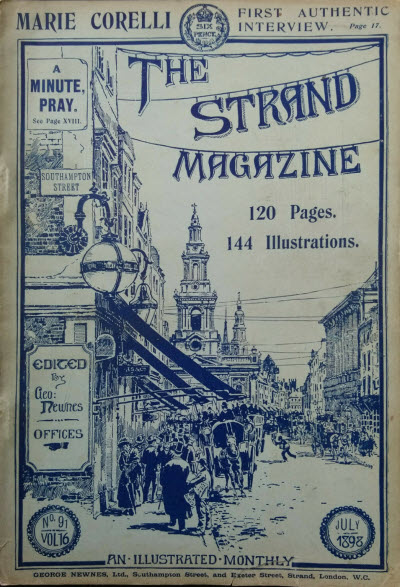 MARIE CORELLI
SIX
PENCE
FIRST AUTHENTIC
INTERVIEW. Page 17.
A
MINUTE,
PRAY.
See Page XVIII.
THE
STRAND
MAGAZINE
SOUTHAMPTON
STREET
120 Pages.
144 Illustrations.
EDITED
By
Geo:
Newnes
OFFICES
No. 91
VOL 16
JULY
1898
AN·ILLUSTRATED·MONTHLY
GEORGE NEWNES, Ltd., Southampton Street, and Exeter Street, Strand, London, W.C.